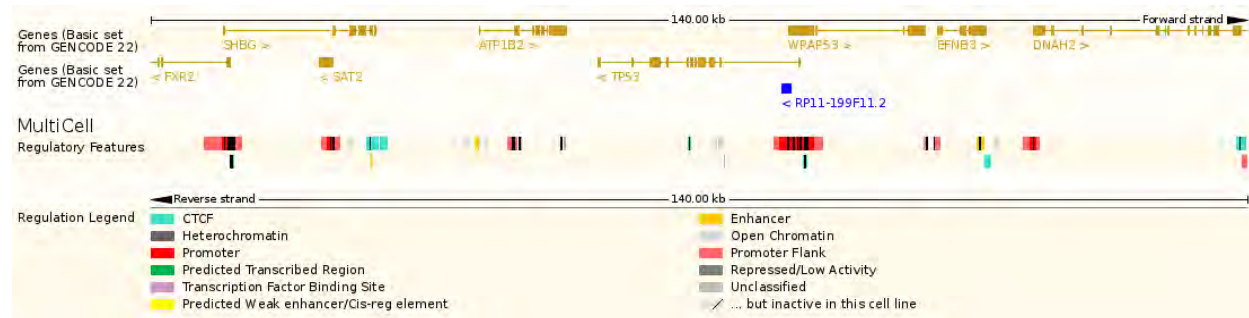 140.00 kb
Forward strand
Genes (Basic set
from GENCODE 22)
SHBG >
ATP1B2 >
WRAP53 >
EFNB3 >
DNAH2 >
Genes (Basic set
from GENCODE 22)
< FXR2
< SAT2
< TP53
< RP11-199F11.2
MultiCell
Regulatory Features
Reverse strand
140.00 kb
Regulation Legend
CTCF
Enhancer
Heterochromatin
Open Chromatin
Promoter
Promoter Flank
Predicted Transcribed Region
Repressed/Low Activity
Transcription Factor Binding Site
Unclassified
Predicted Weak enhancer/Cis-reg element
... but inactive in this cell line